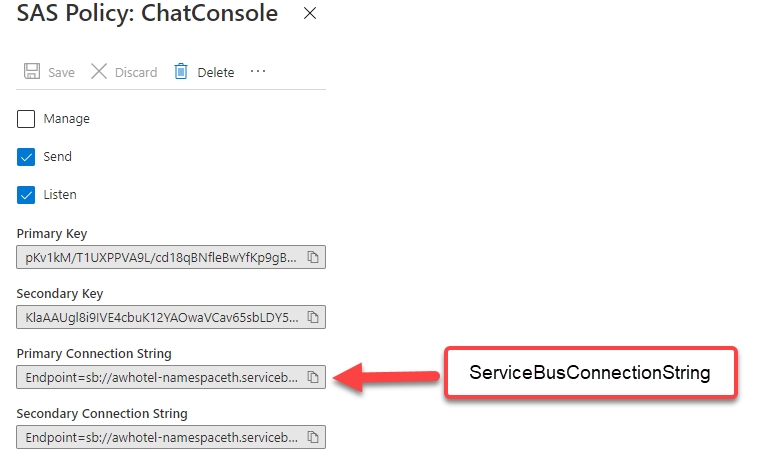 SAS Policy: ChatConsole
Save Discard Delete ...
Manage
Send
Listen
Primary Key
pKv1kM/T1UXPPVA9L/cd18qBNfleBwYfKp9gB...
Secondary Key
KlaAAUgl8i9IVE4cbuK12YAOwaVCav65sbLDY5...
Primary Connection String
Endpoint=sb://awhotel-namespaceth.serviceb...
ServiceBusConnectionString
Secondary Connection String
Endpoint=sb://awhotel-namespaceth.serviceb...